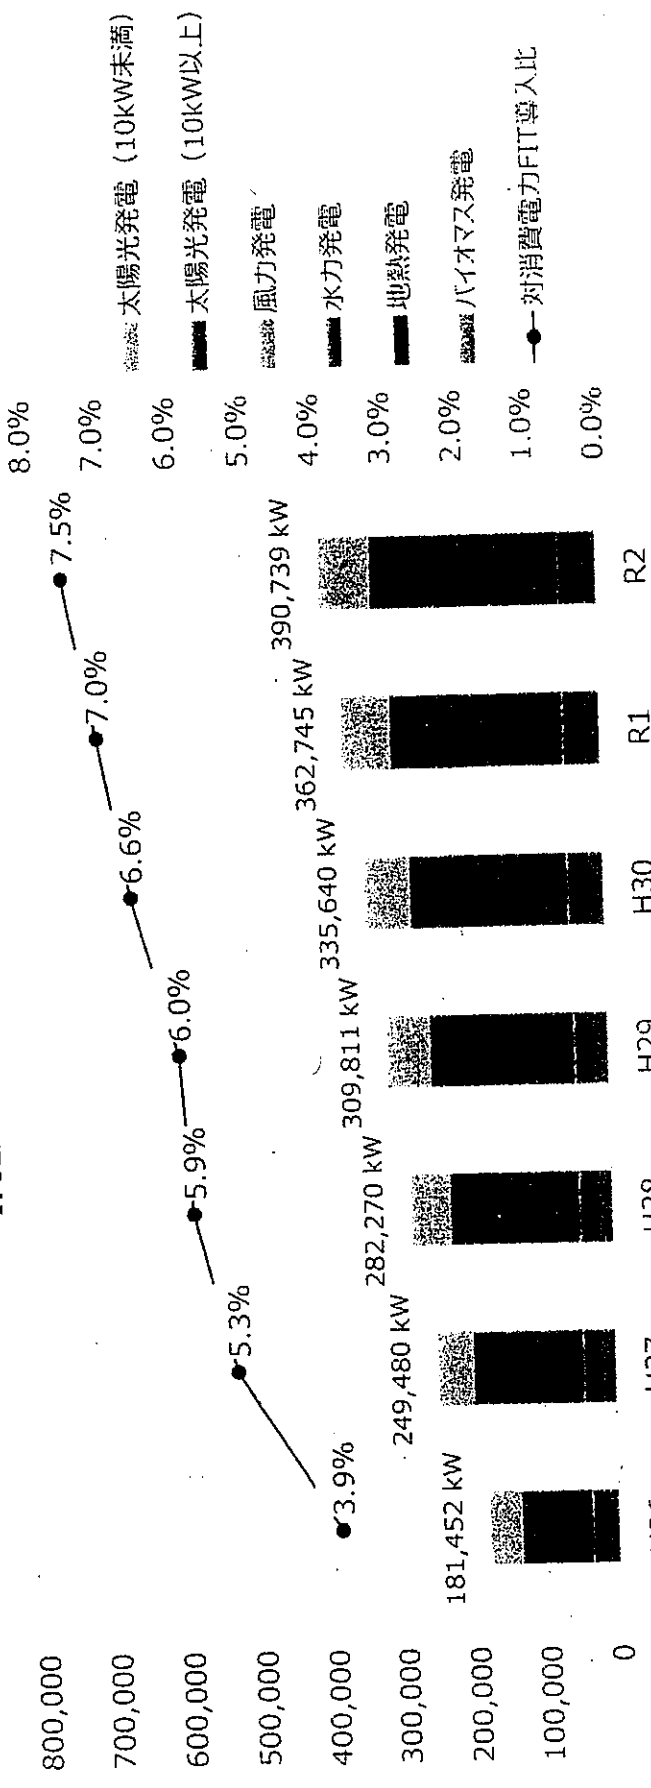 800,000
700,000
600,000
500,000
400,000
300,000
200,000
100,000
0
8.0%
7.0%
6.0%
5.0%
4.0%
3.0%
2.0%
1.0%
0.0%
3.9%
5.3%
5.9%
6.0%
6.6%
7.0%
7.5%
181,452 kW
249,480 kW
282,270 kW
309,811 kW
335,640 kW
362,745 kW
390,739 kW
H27
H28
H29
H30
R1
R2
太陽光発電（10kW未満）
太陽光発電（10kW以上）
風力発電
水力発電
地熱発電
バイオマス発電
対消費電力FIT導入比